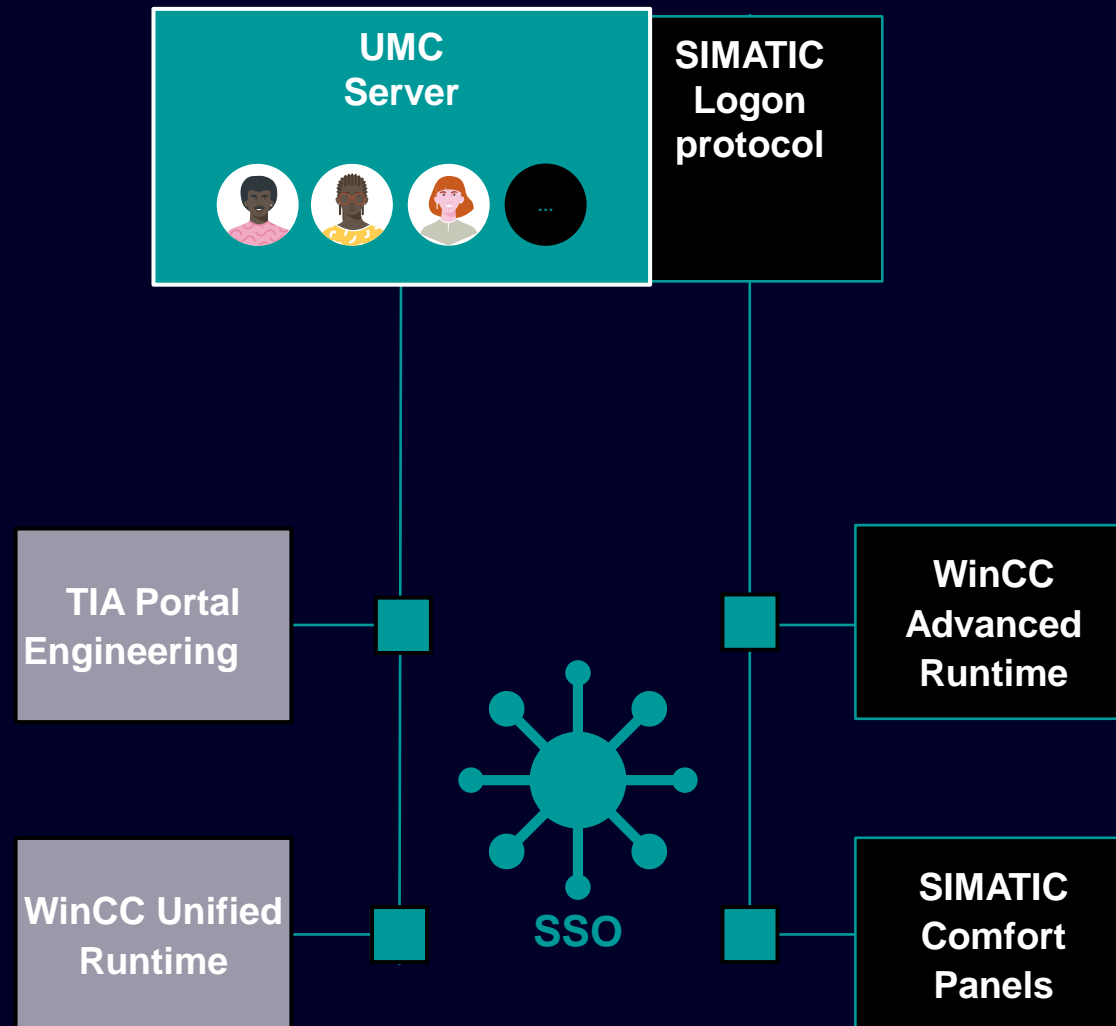 UMC
Server
SIMATIC
Logon
protocol
...
TIA Portal
Engineering
WinCC
Advanced
Runtime
SSO
WinCC Unified
Runtime
SIMATIC
Comfort
Panels